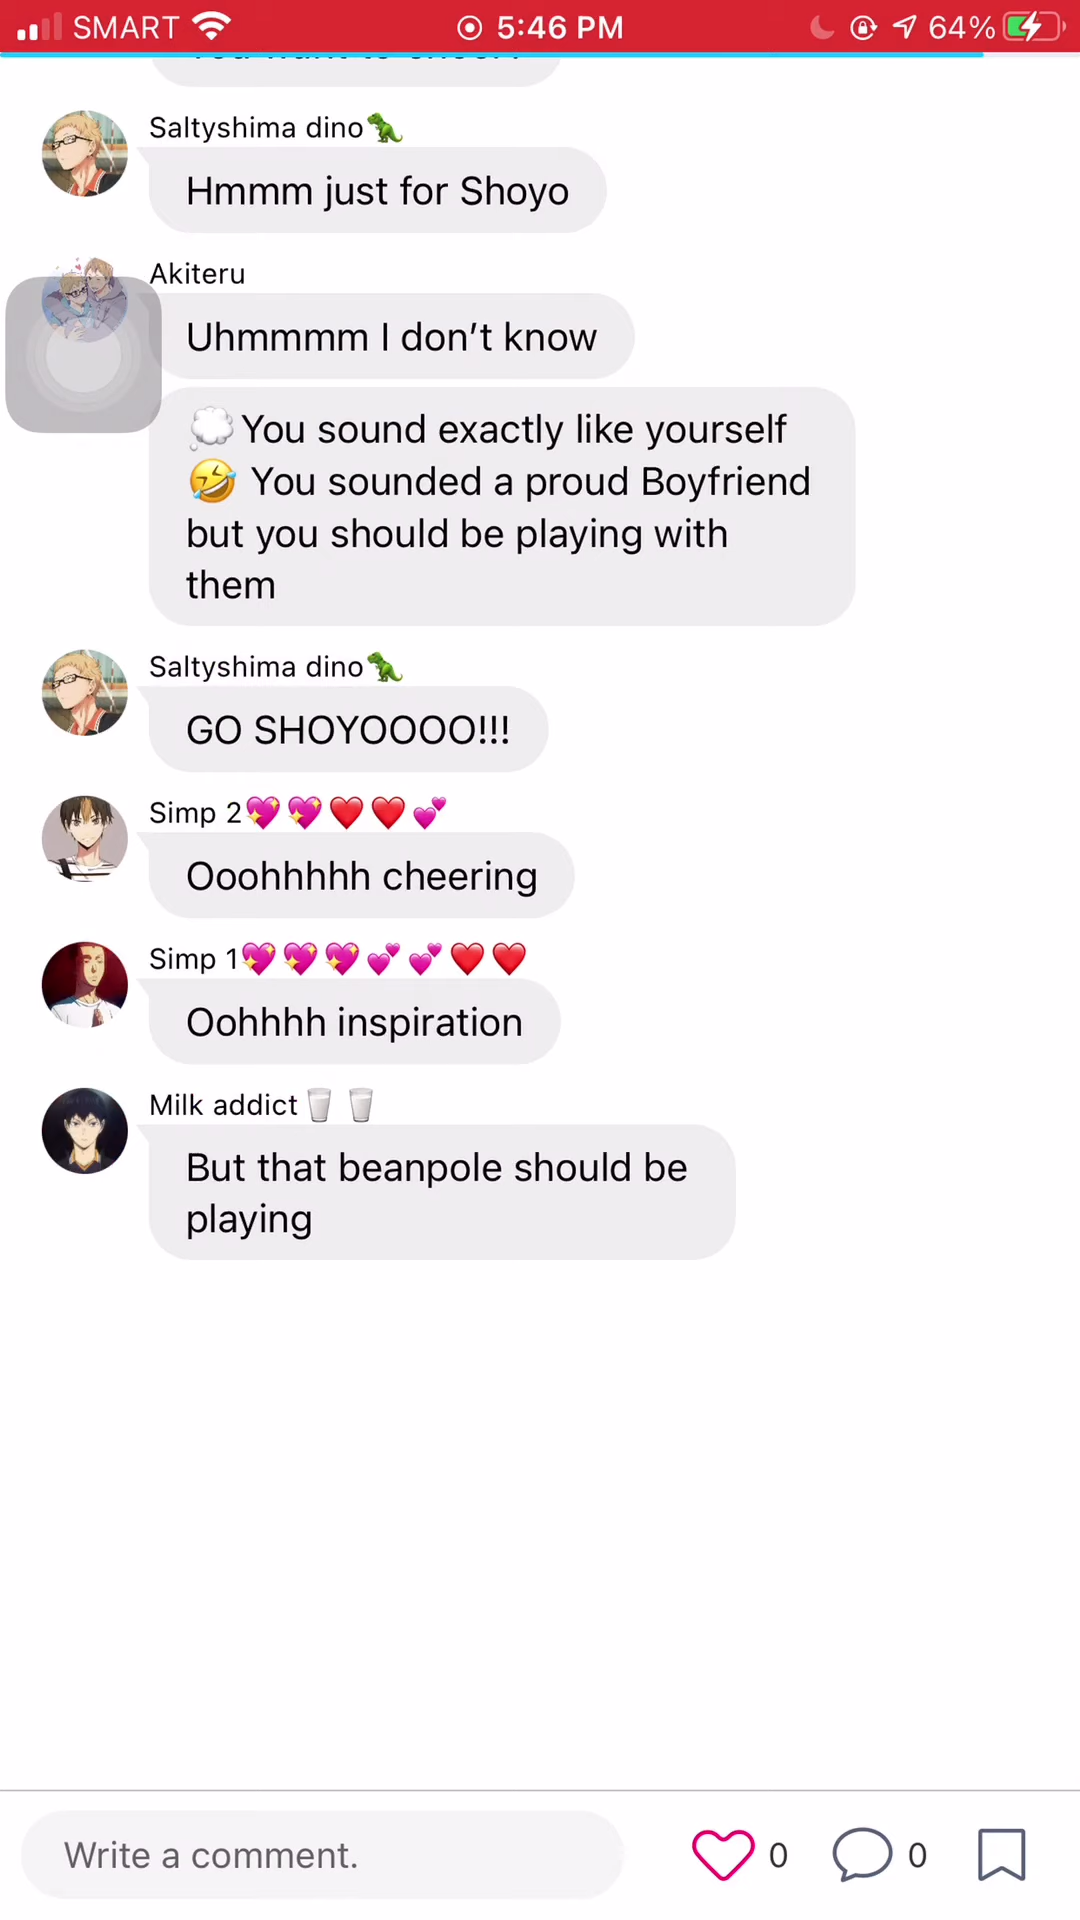 SMART 5:46 PM 64%
Saltyshima dino🦖
Hmmm just for Shoyo
Akiteru
Uhmmmm I don’t know
💭You sound exactly like yourself
🤣 You sounded a proud Boyfriend
but you should be playing with
them
Saltyshima dino🦖
GO SHOYOOOO!!!
Simp 2💖💖❤️❤️💕
Ooohhhhh cheering
Simp 1💖💖💖💕💕❤️❤️
Oohhhh inspiration
Milk addict🥛🥛
But that beanpole should be
playing
Write a comment.
0
0